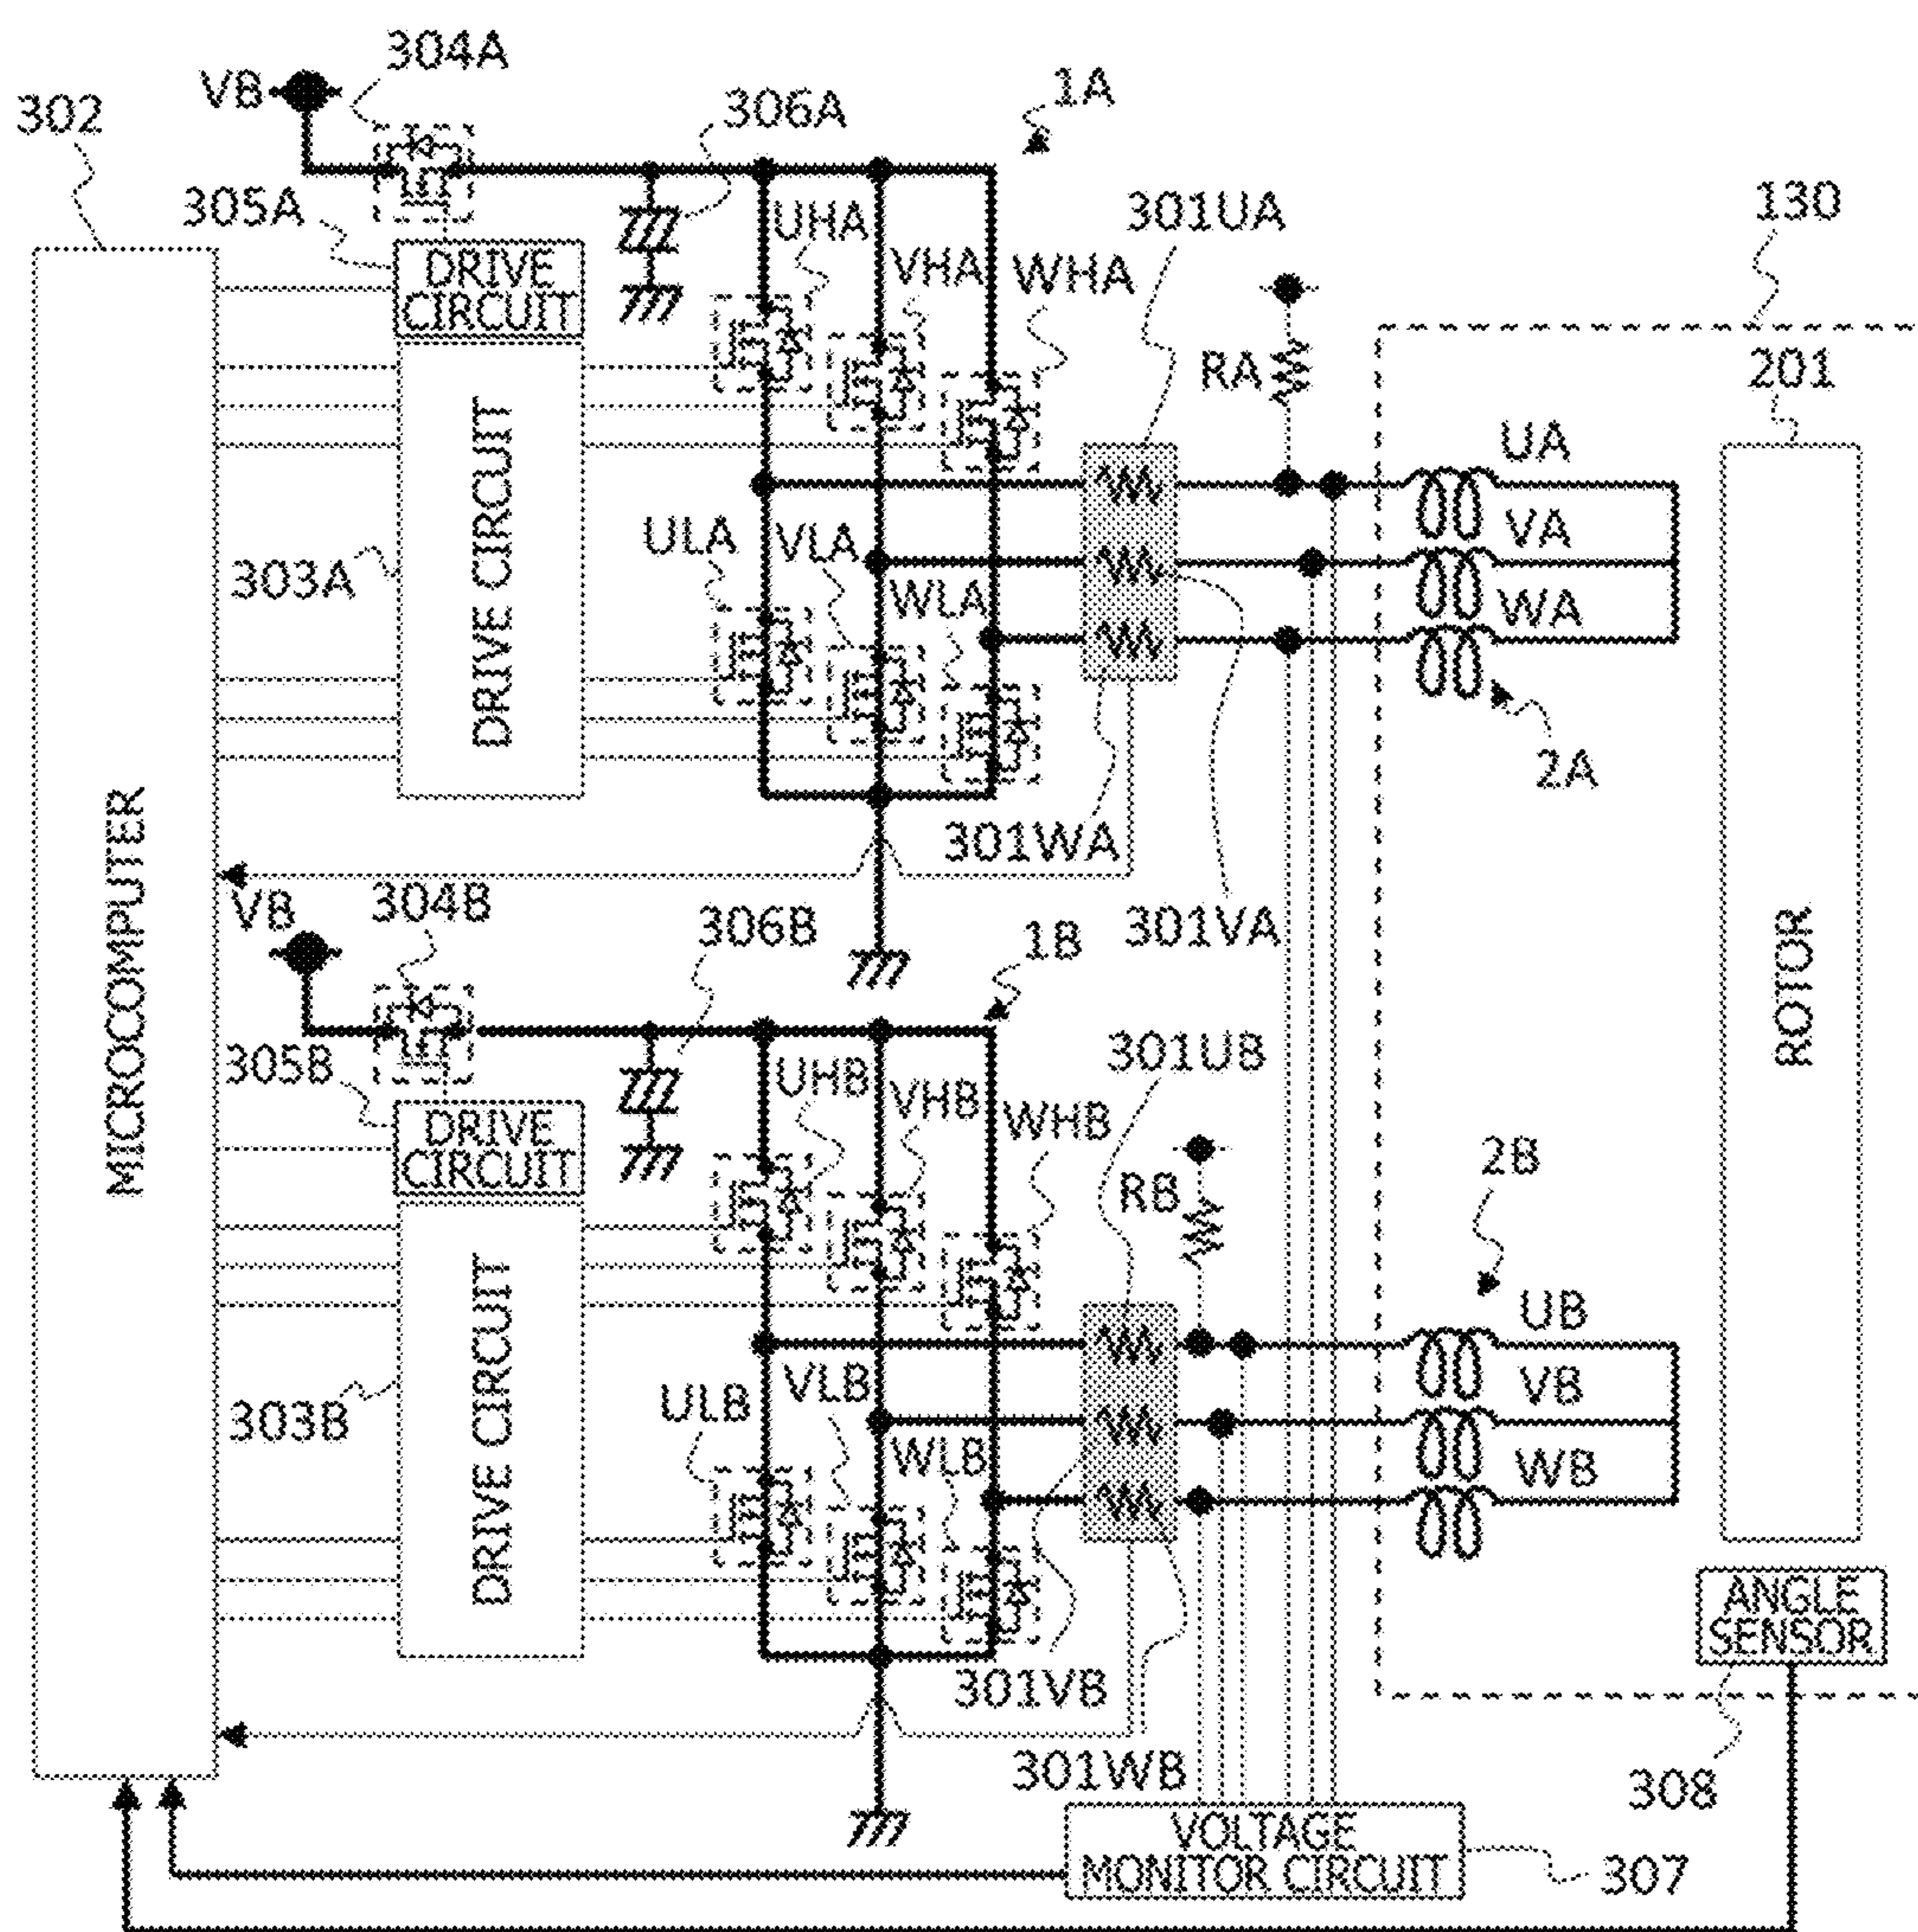 304A
VB
302
306A
1A
305A
UHA
301UA
130
VHA
WHA
DRIVE
CIRCUIT
RA
201
UA
DRIVE CIRCUIT
ULA
VLA
VA
303A
WLA
WA
2A
MICROCOMPUTER
301WA
304B
VB
306B
1B
301VA
ROTOR
305B
UHB
301UB
VHB
WHB
DRIVE
CIRCUIT
RB
2B
UB
VLB
VB
DRIVE CIRCUIT
ULB
303B
WLB
WB
ANGLE
SENSOR
301VB
301WB
308
VOLTAGE
MONITOR CIRCUIT
307